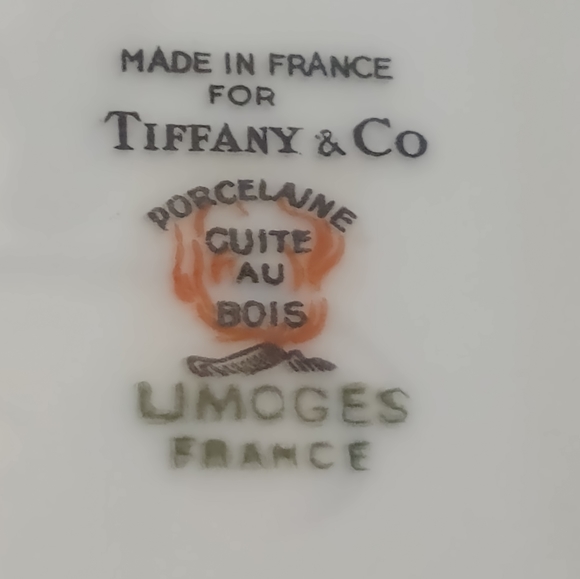 MADE IN FRANCE
FOR
TIFFANY & Co
PORCELAINE
CUITE
AU
BOIS
LIMOGES
FRANCE